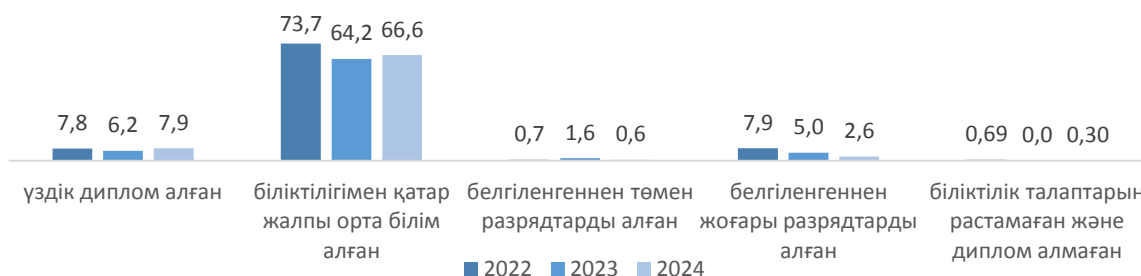 73,7
64,2
66,6
7,8
6,2
7,9
0,7
1,6
0,6
7,9
5,0
2,6
0,69
0,0
0,30
үздік диплом алған
біліктілігімен қатар
жалпы орта білім
алған
белгіленгеннен төмен
разрядтарды алған
белгіленгеннен
жоғары разрядтарды
алған
біліктілік талаптарын
растамаған және
диплом алмаған
2022
2023
2024